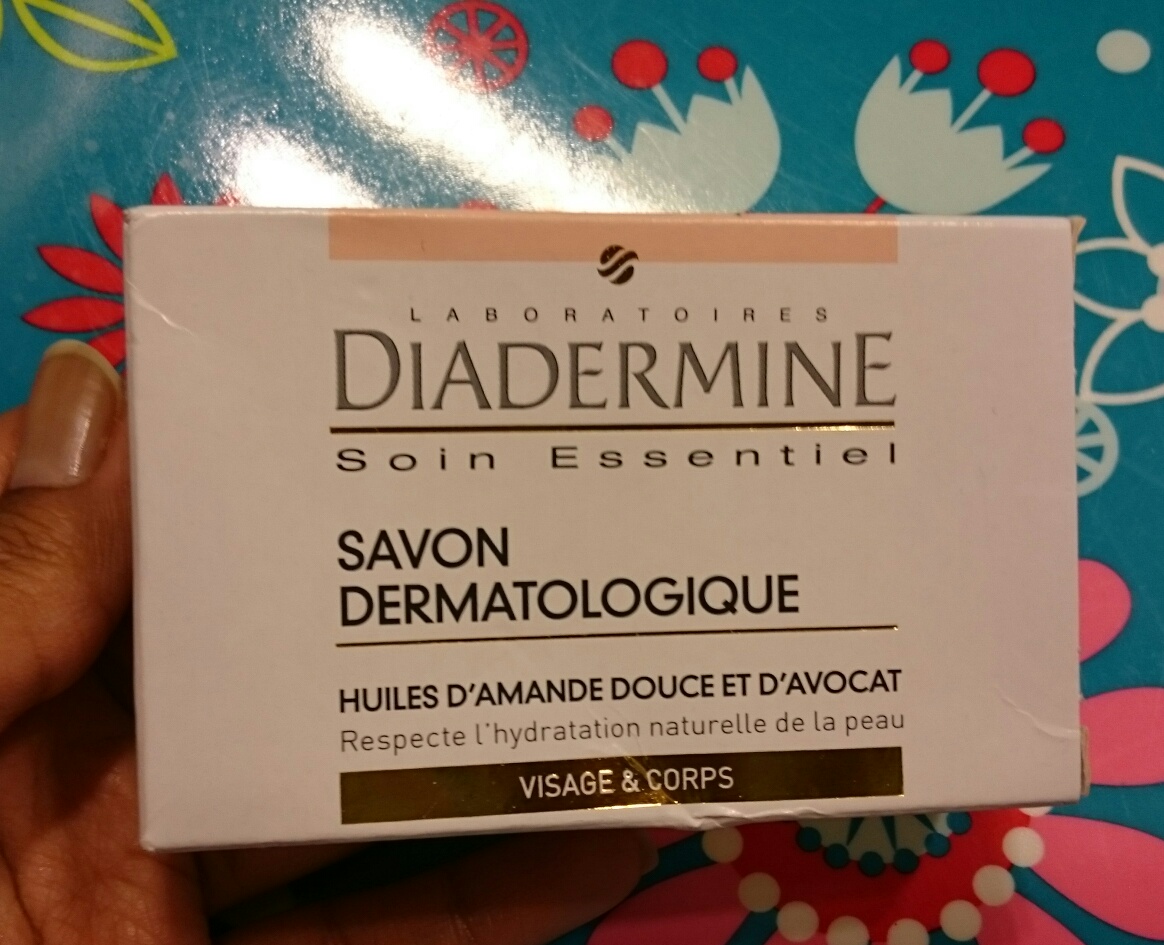 LABORATOIRES
DIADERMINE
Soin Essentiel
SAVON
DERMATOLOGIQUE
HUILES D'AMANDE DOUCE ET D'AVOCAT
Respecte l'hydratation naturelle de la peau
VISAGE & CORPS